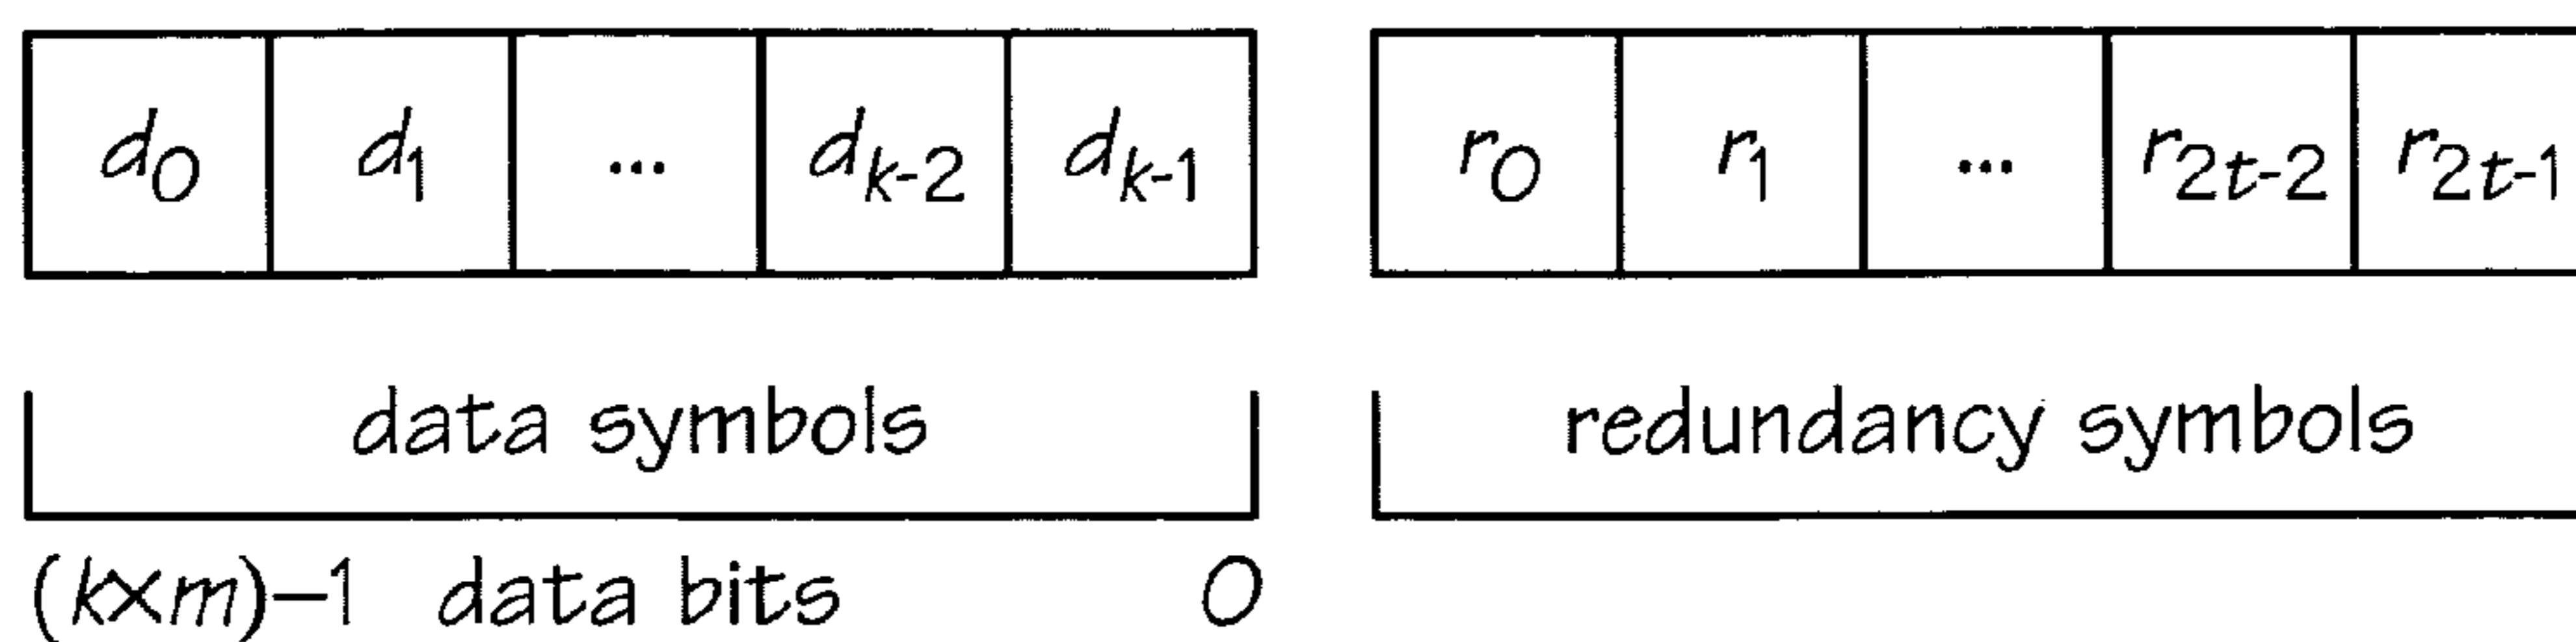 d₀ d₁ ... dₖ₋₂ dₖ₋₁ r₀ r₁ ... r₂ₜ₋₂ r₂ₜ₋₁
data symbols redundancy symbols
(k×m)–1 data bits 0